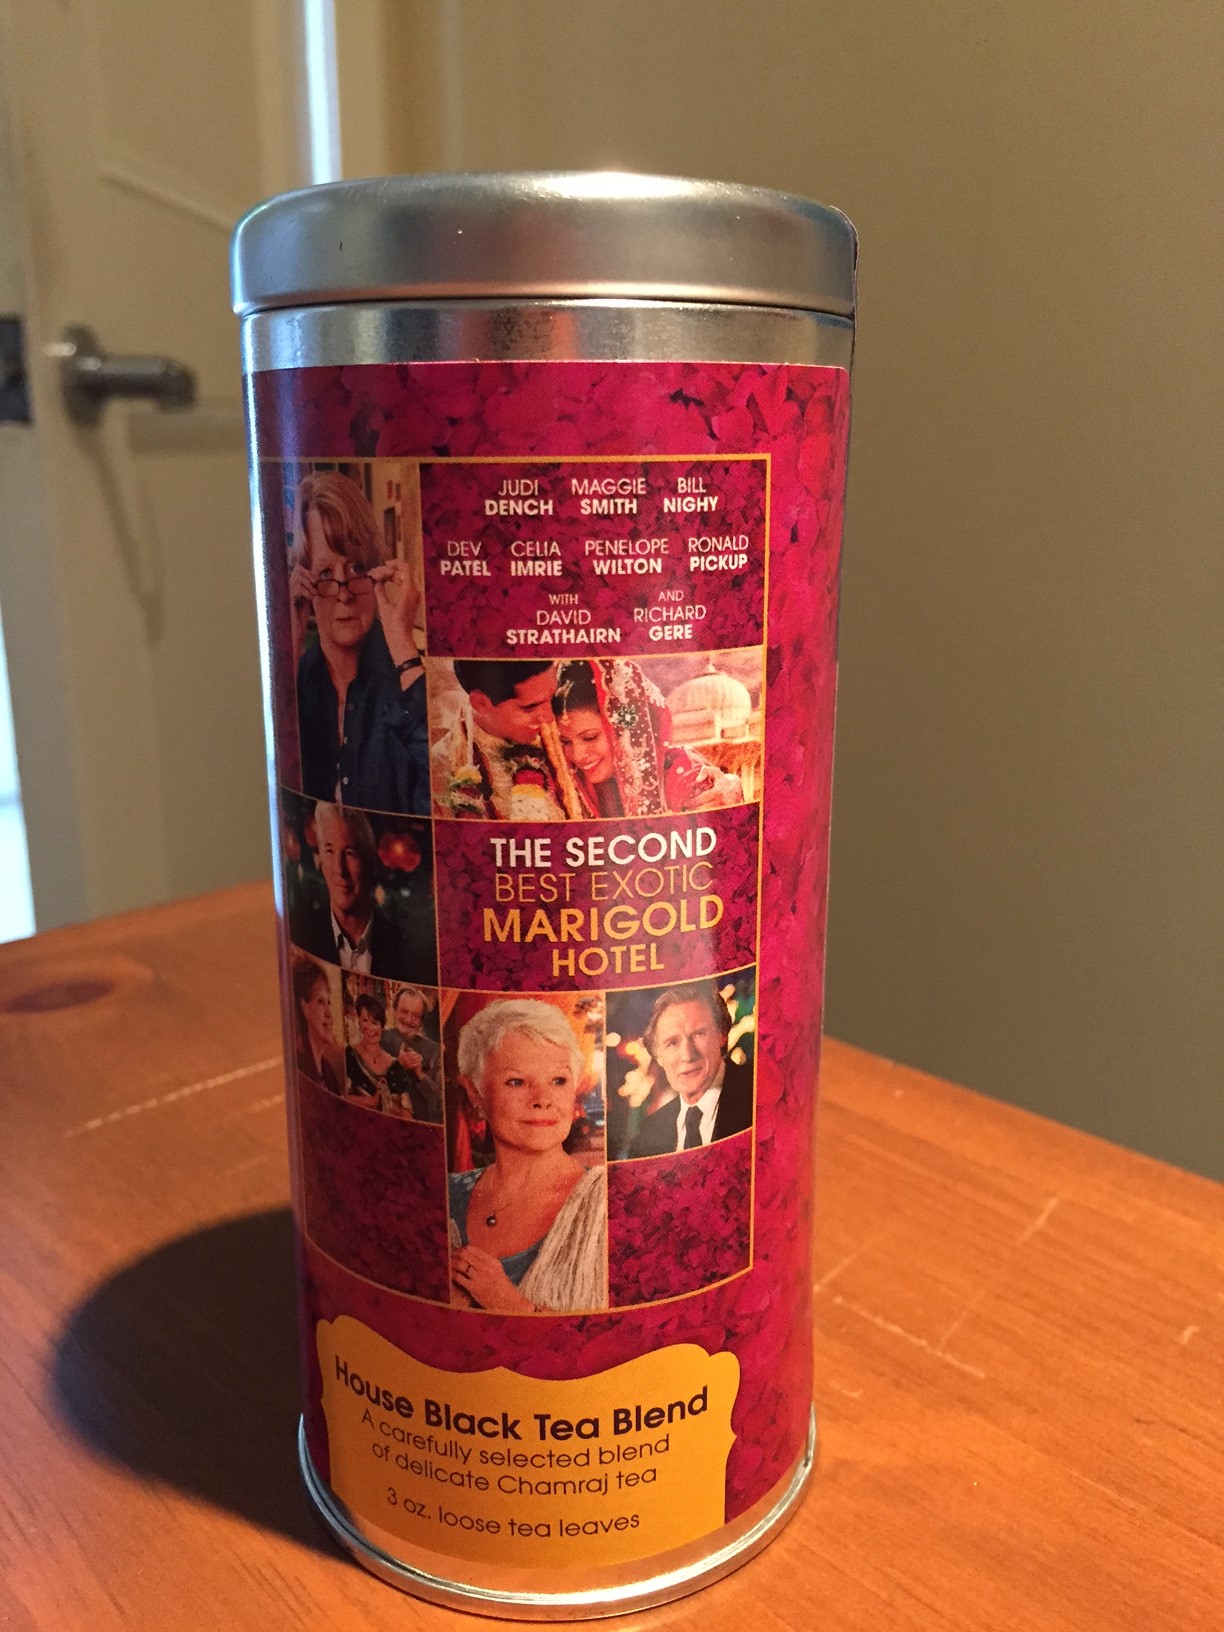 JUDI MAGGIE BILL
DENCH SMITH NIGHY
DEV CELIA PENELOPE RONALD
PATEL IMRIE WILTON PICKUP
WITH AND
DAVID RICHARD
STRATHAIRN GERE
THE SECOND
BEST EXOTIC
MARIGOLD
HOTEL
House Black Tea Blend
A carefully selected blend
of delicate Chamraj tea
3 oz. loose tea leaves